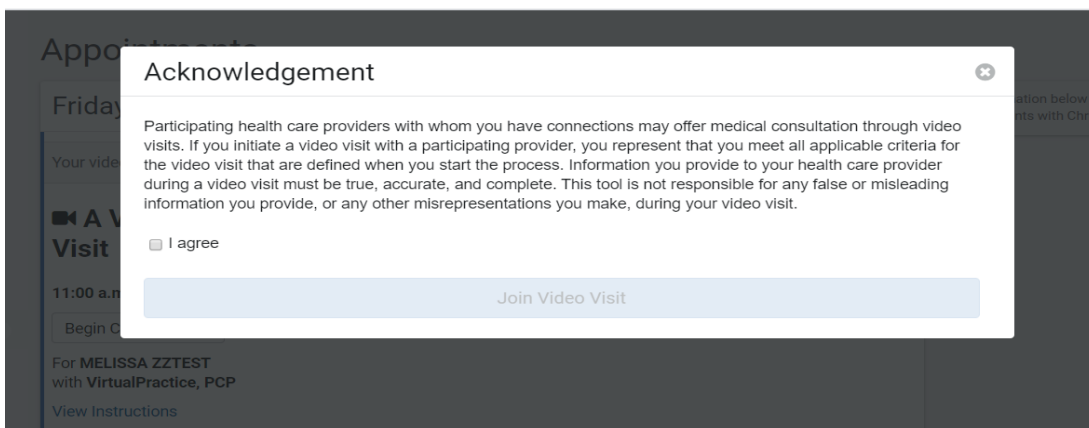 Appointments
Acknowledgement
Friday
ation below
nts with Chr
Participating health care providers with whom you have connections may offer medical consultation through video
visits. If you initiate a video visit with a participating provider, you represent that you meet all applicable criteria for
the video visit that are defined when you start the process. Information you provide to your health care provider
during a video visit must be true, accurate, and complete. This tool is not responsible for any false or misleading
information you provide, or any other misrepresentations you make, during your video visit.
Your vide
A V
Visit
I agree
11:00 a.m
Join Video Visit
Begin C
For MELISSA ZZTEST
with VirtualPractice, PCP
View Instructions